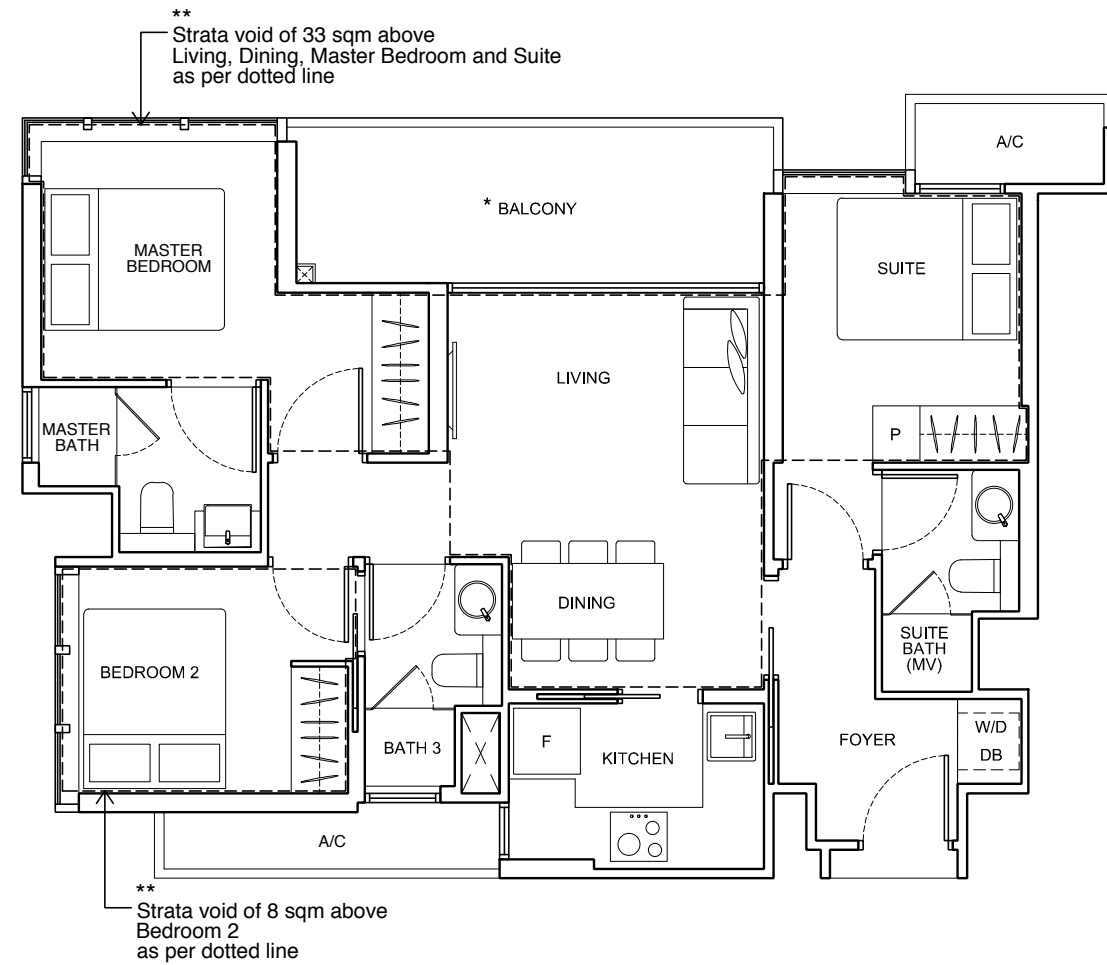 **
Strata void of 33 sqm above
Living, Dining, Master Bedroom and Suite
as per dotted line
A/C
* BALCONY
MASTER
BEDROOM
SUITE
LIVING
MASTER
BATH
P
DINING
SUITE
BATH
(MV)
BEDROOM 2
BATH 3
F
KITCHEN
FOYER
W/D
DB
A/C
**
Strata void of 8 sqm above
Bedroom 2
as per dotted line